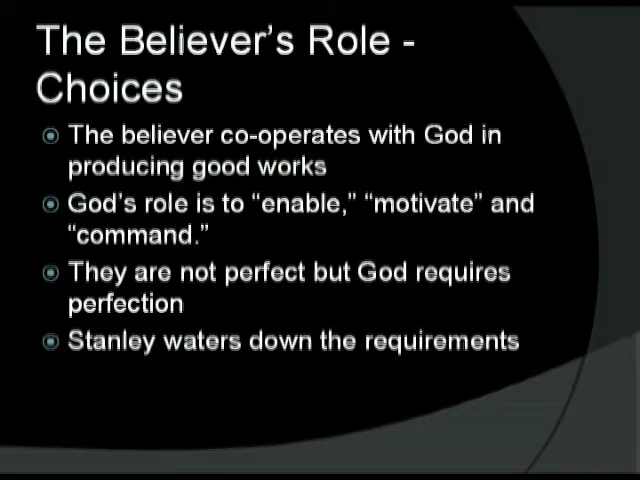 The Believer’s Role -
Choices
The believer co-operates with God in
producing good works
God’s role is to “enable,” “motivate” and
“command.”
They are not perfect but God requires
perfection
Stanley waters down the requirements